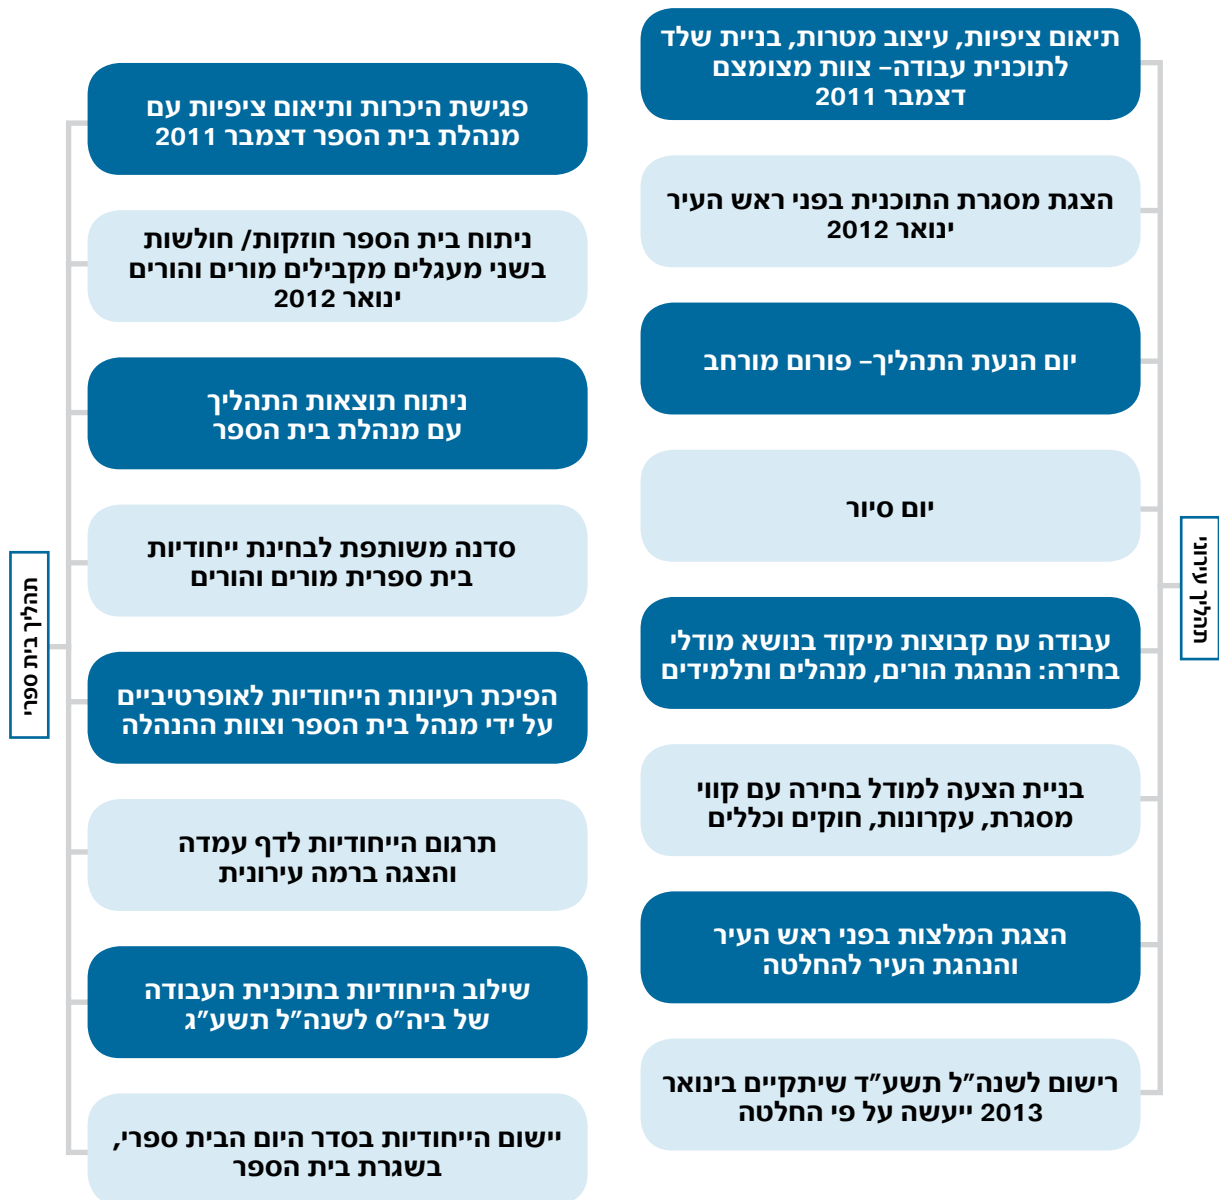 תהליך עירוני
תיאום ציפיות, עיצוב מטרות, בניית שלד
לתוכנית עבודה– צוות מצומצם
דצמבר 2011
הצגת מסגרת התוכנית בפני ראש העיר
ינואר 2012
יום הנעת התהליך– פורום מורחב
יום סיור
עבודה עם קבוצות מיקוד בנושא מודלי
בחירה: הנהגת הורים, מנהלים ותלמידים
בניית הצעה למודל בחירה עם קווי
מסגרת, עקרונות, חוקים וכללים
הצגת המלצות בפני ראש העיר
והנהגת העיר להחלטה
רישום לשנה"ל תשע"ד שיתקיים בינואר
2013 ייעשה על פי החלטה
תהליך בית ספרי
פגישת היכרות ותיאום ציפיות עם
מנהלת בית הספר דצמבר 2011
ניתוח בית הספר חוזקות/ חולשות
בשני מעגלים מקבילים מורים והורים
ינואר 2012
ניתוח תוצאות התהליך
עם מנהלת בית הספר
סדנה משותפת לבחינת ייחודיות
בית ספרית מורים והורים
הפיכת רעיונות הייחודיות לאופרטיביים
על ידי מנהל בית הספר וצוות ההנהלה
תרגום הייחודיות לדף עמדה
והצגה ברמה עירונית
שילוב הייחודיות בתוכנית העבודה
של ביה"ס לשנה"ל תשע"ג
יישום הייחודיות בסדר היום הבית ספרי,
בשגרת בית הספר